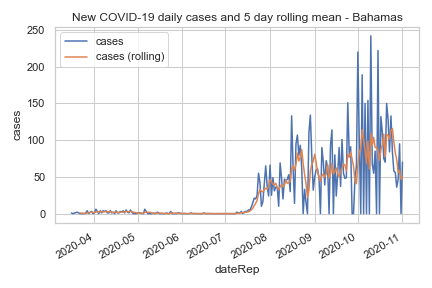 New COVID-19 daily cases and 5 day rolling mean - Bahamas
cases
cases (rolling)
250
200
150
100
50
0
cases
2020-04
2020-05
2020-06
2020-07
2020-08
2020-09
2020-10
2020-11
dateRep